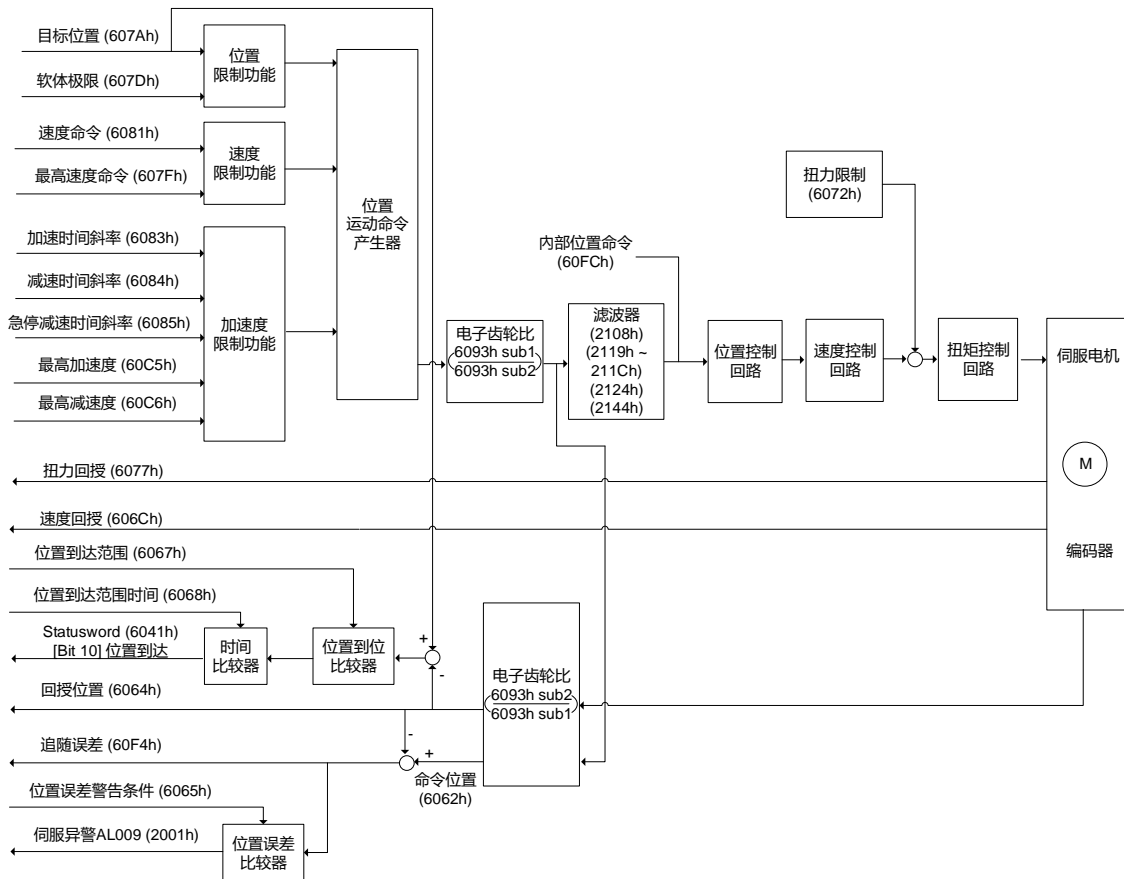 目标位置 (607Ah)
软体极限 (607Dh)
位置
限制功能
速度命令 (6081h)
最高速度命令 (607Fh)
速度
限制功能
加速时间斜率 (6083h)
减速时间斜率 (6084h)
急停减速时间斜率 (6085h)
最高加速度 (60C5h)
最高减速度 (60C6h)
加速度
限制功能
位置
运动命令
产生器
电子齿轮比
(6093h sub1
6093h sub2)
内部位置命令
(60FCh)
滤波器
(2108h)
(2119h ~
211Ch)
(2124h)
(2144h)
位置控制
回路
速度控制
回路
扭力限制
(6072h)
扭矩控制
回路
伺服电机
M
编码器
扭力回授 (6077h)
速度回授 (606Ch)
位置到达范围 (6067h)
位置到达范围时间 (6068h)
Statusword (6041h)
[Bit 10] 位置到达
时间
比较器
位置到位
比较器
+
-
回授位置 (6064h)
电子齿轮比
(6093h sub2
6093h sub1)
追随误差 (60F4h)
-
+
命令位置
(6062h)
位置误差警告条件 (6065h)
伺服异警AL009 (2001h)
位置误差
比较器